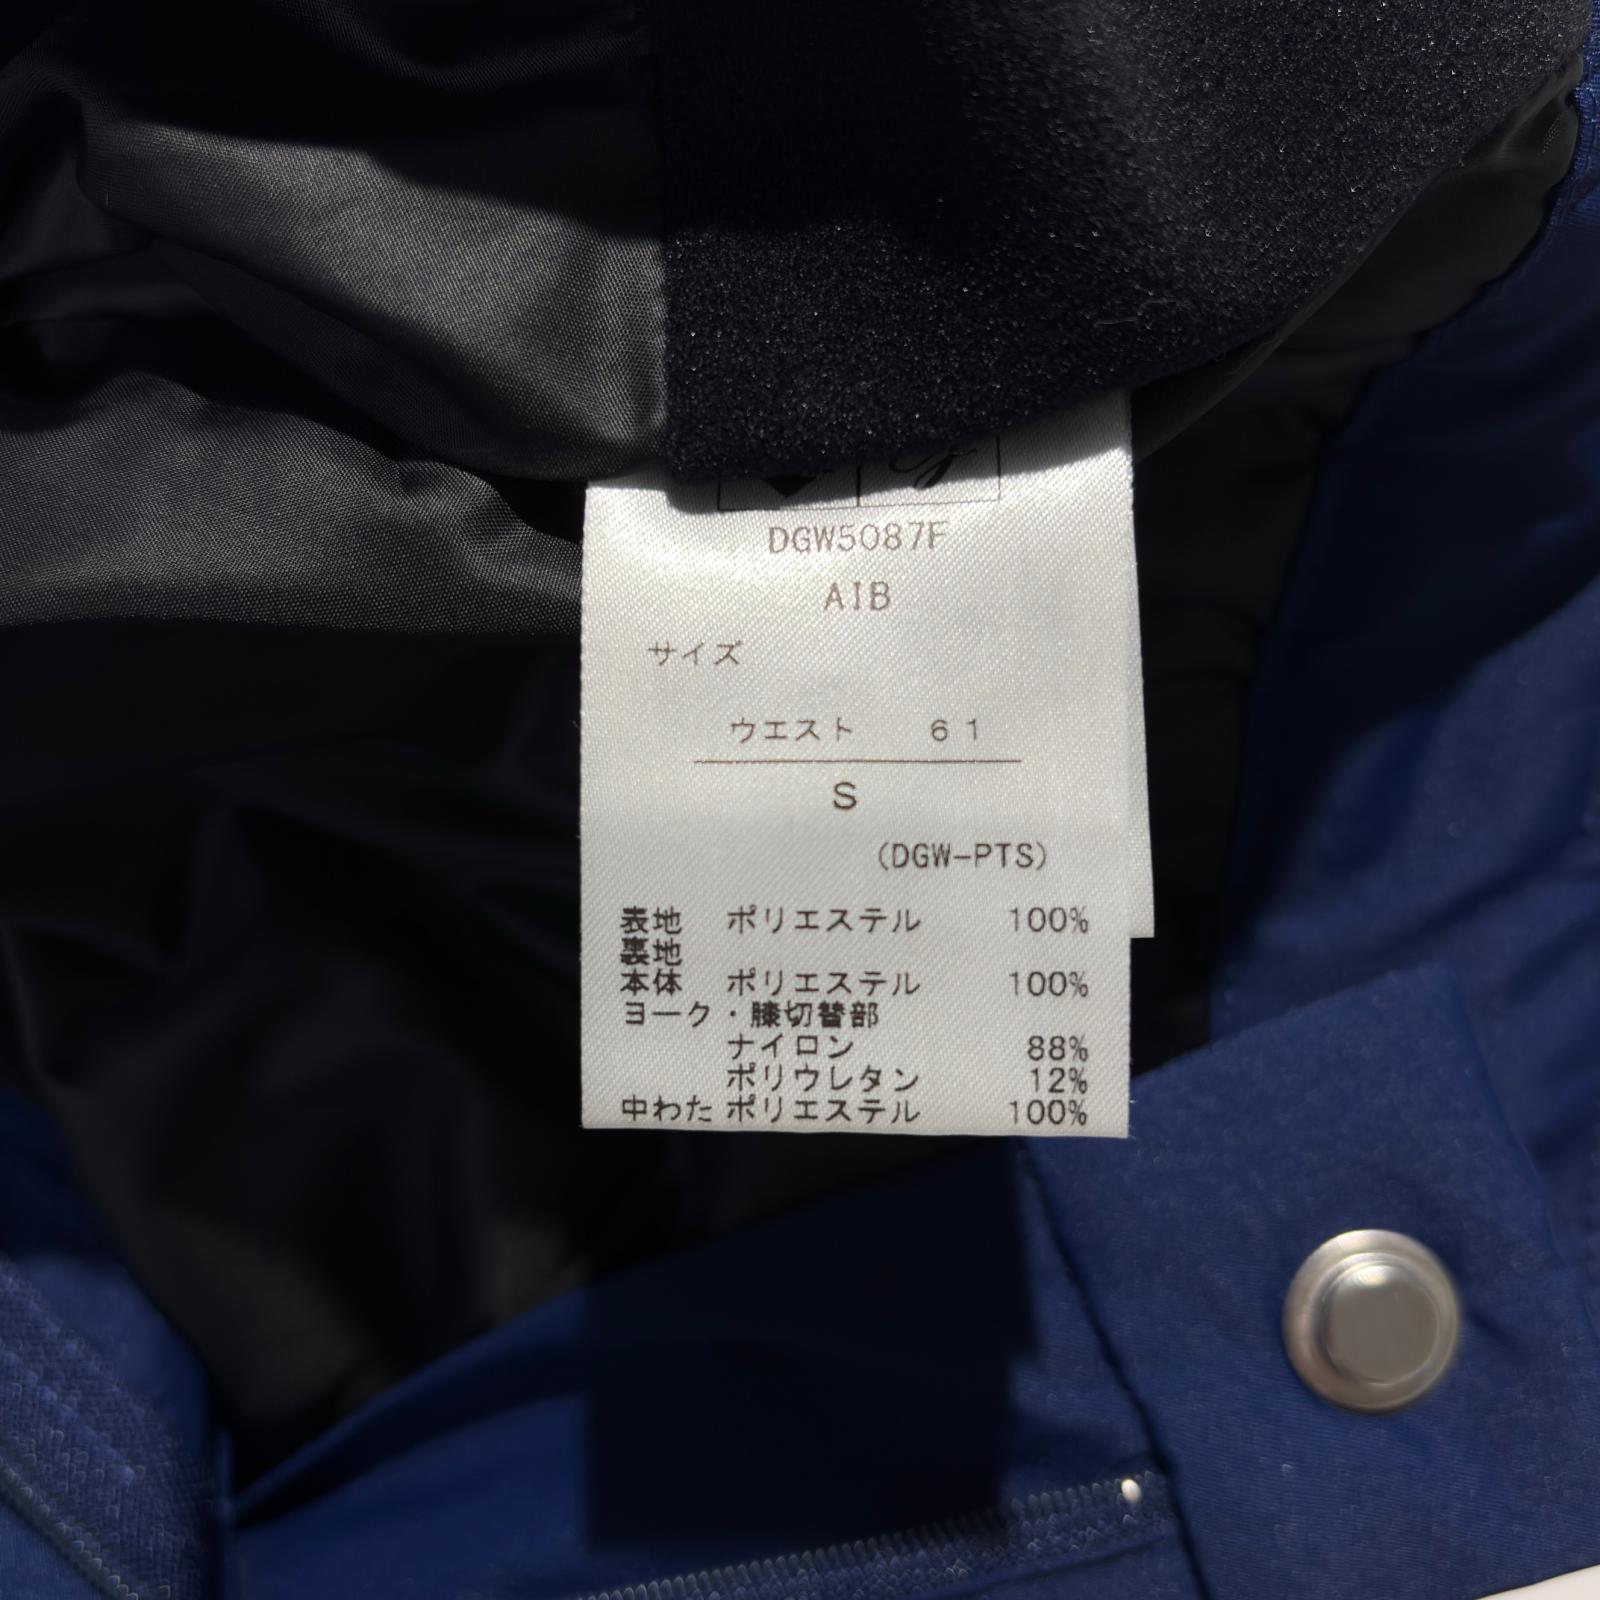 DGW5087F
AIB
サイズ
ウエスト 61
S
(DGW-PTS)
表地 ポリエステル 100%
裏地
本体 ポリエステル 100%
ヨーク・膝切替部
ナイロン 88%
ポリウレタン 12%
中わた ポリエステル 100%